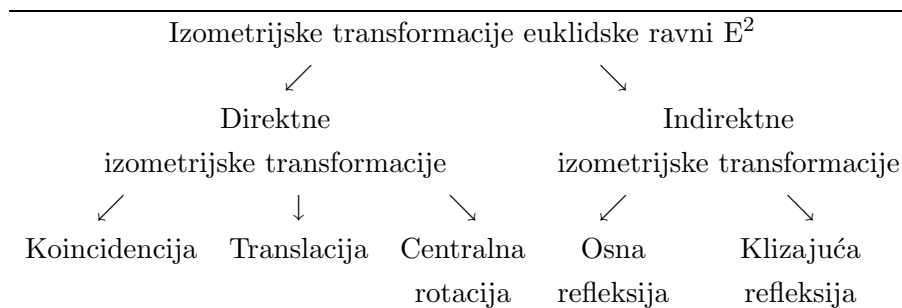 Izometrijske transformacije euklidske ravni E²
↙ ↘
Direktne Indirektne
izometrijske transformacije izometrijske transformacije
↙ ↓ ↘ ↙ ↘
Koincidencija Translacija Centralna Osna Klizajuća
rotacija refleksija refleksija